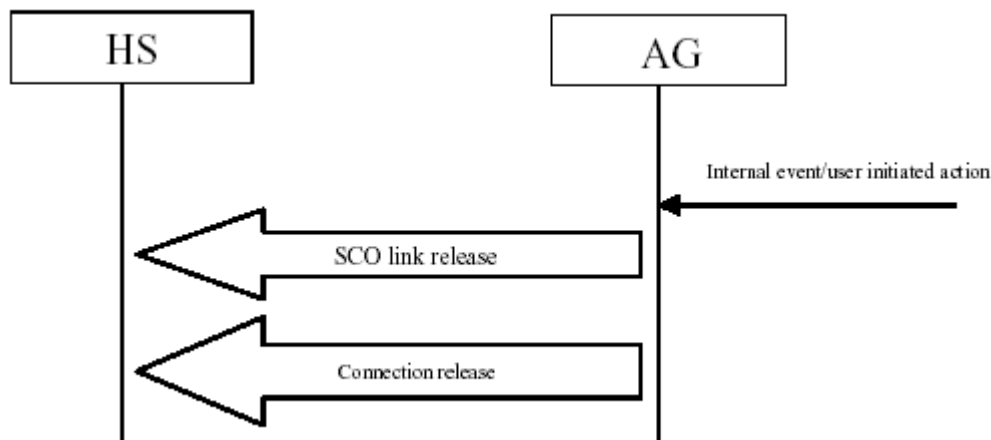 HS
AG
Internal event/user initiated action
SCO link release
Connection release